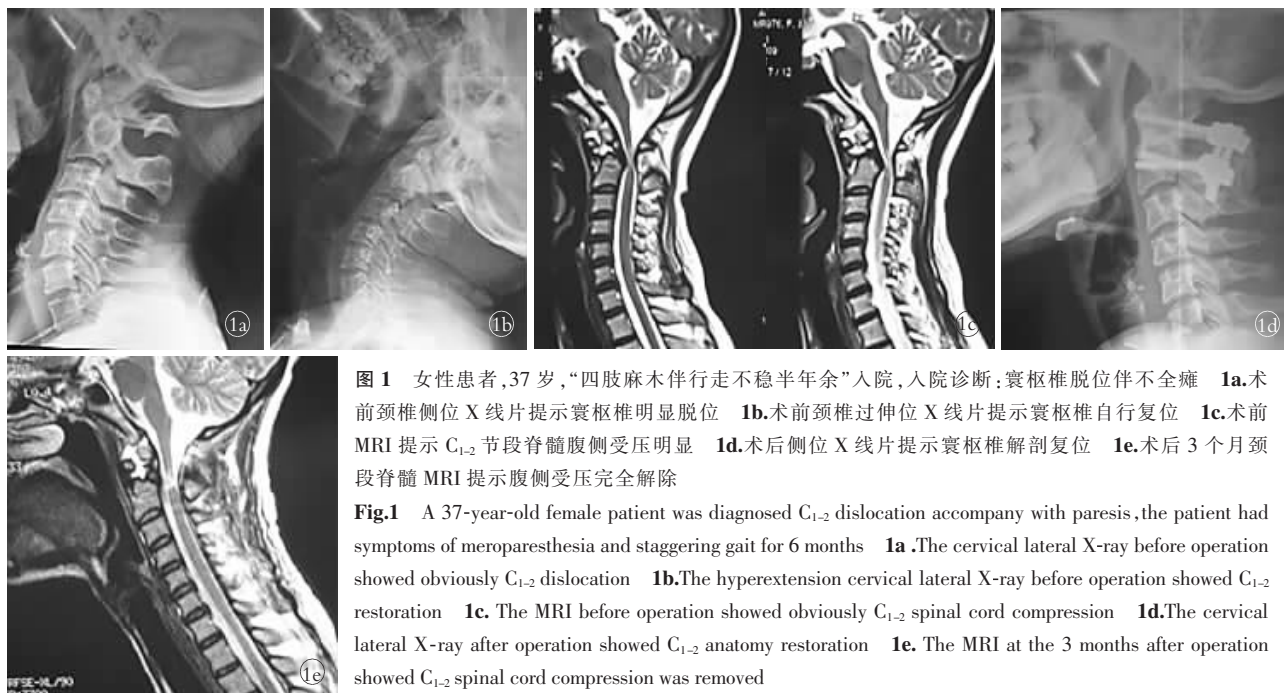 MROTE, F, J
09
7/12
1a
1b
1c
1d
1e
RFSE-ML/90
图 1 女性患者,37 岁,“四肢麻木伴行走不稳半年余”入院,入院诊断:寰枢椎脱位伴不全瘫 1a.术
前颈椎侧位 X 线片提示寰枢椎明显脱位 1b.术前颈椎过伸位 X 线片提示寰枢椎自行复位 1c.术前
MRI 提示 C1-2 节段脊髓腹侧受压明显 1d.术后侧位 X 线片提示寰枢椎解剖复位 1e.术后 3 个月颈
段脊髓 MRI 提示腹侧受压完全解除
Fig.1 A 37-year-old female patient was diagnosed C1-2 dislocation accompany with paresis,the patient had
symptoms of meroparesthesia and staggering gait for 6 months 1a .The cervical lateral X-ray before operation
showed obviously C1-2 dislocation 1b.The hyperextension cervical lateral X-ray before operation showed C1-2
restoration 1c. The MRI before operation showed obviously C1-2 spinal cord compression 1d.The cervical
lateral X-ray after operation showed C1-2 anatomy restoration 1e. The MRI at the 3 months after operation
showed C1-2 spinal cord compression was removed